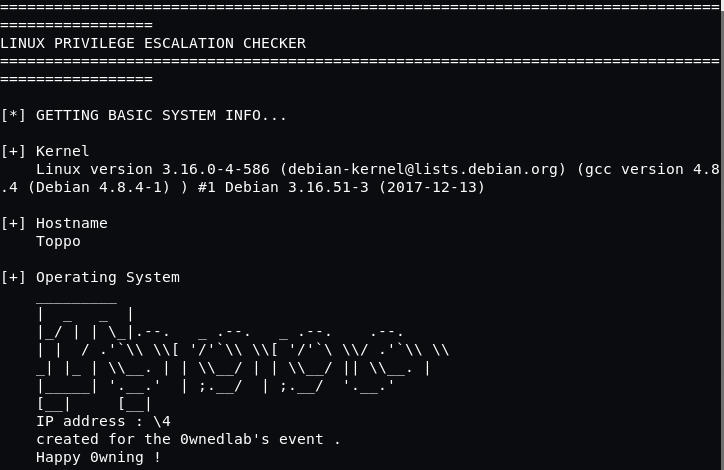 ================================================================================
=================
LINUX PRIVILEGE ESCALATION CHECKER
================================================================================
=================
[*] GETTING BASIC SYSTEM INFO...
[+] Kernel
    Linux version 3.16.0-4-586 (debian-kernel@lists.debian.org) (gcc version 4.8
.4 (Debian 4.8.4-1) ) #1 Debian 3.16.51-3 (2017-12-13)
[+] Hostname
    Toppo
[+] Operating System
    _________
    |  _   _  |
    |_/ | | \_|.--.   _ .--.   _ .--.    .--.
    | |  / .'`\\ \\[ '/'`\\ \\[ '/'`\ \\/ .'`\\ \\
    _| |_ | \\__. | | \\__/ | | \\__/ || \\__. |
    |_____| '.__.'  | ;.__/  | ;.__/  '.__.'
    [__|     [__|
    IP address : \4
    created for the 0wnedlab's event .
    Happy 0wning !